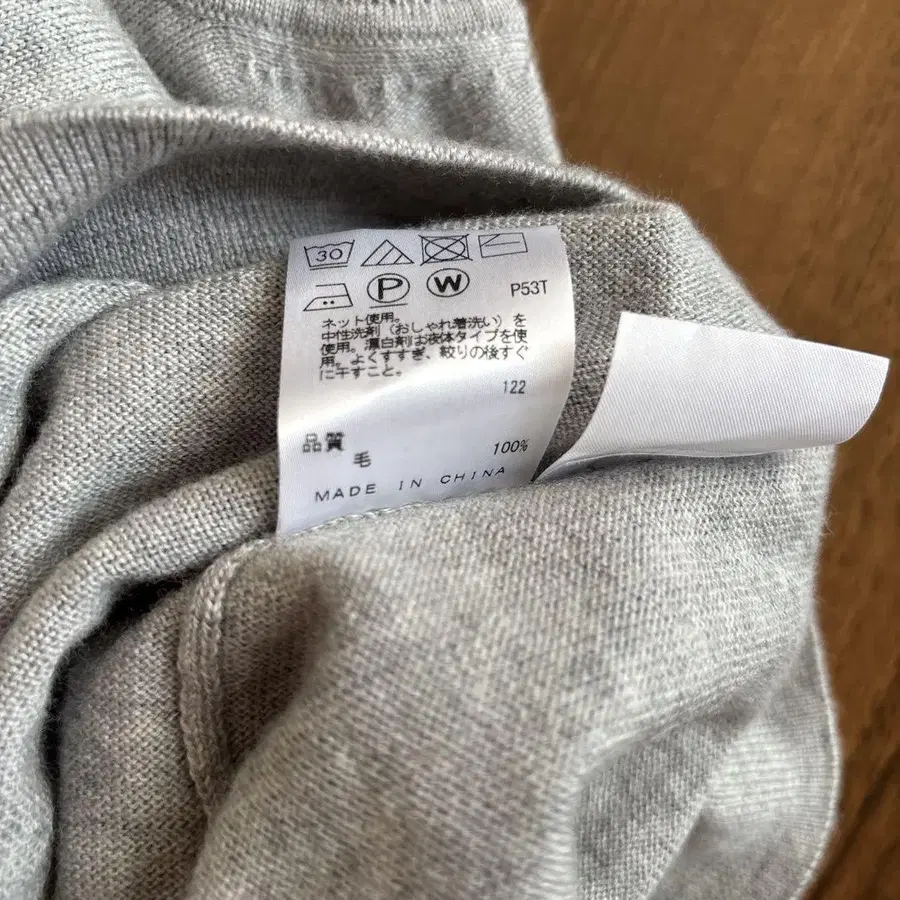 30
P W P53T
ネット使用。
中性洗剤（おしゃれ着洗い）を
使用。漂白剤は液体タイプを使
用。よくすすぎ、絞りの後すぐ
に干すこと。
122
品質
毛 100%
MADE IN CHINA